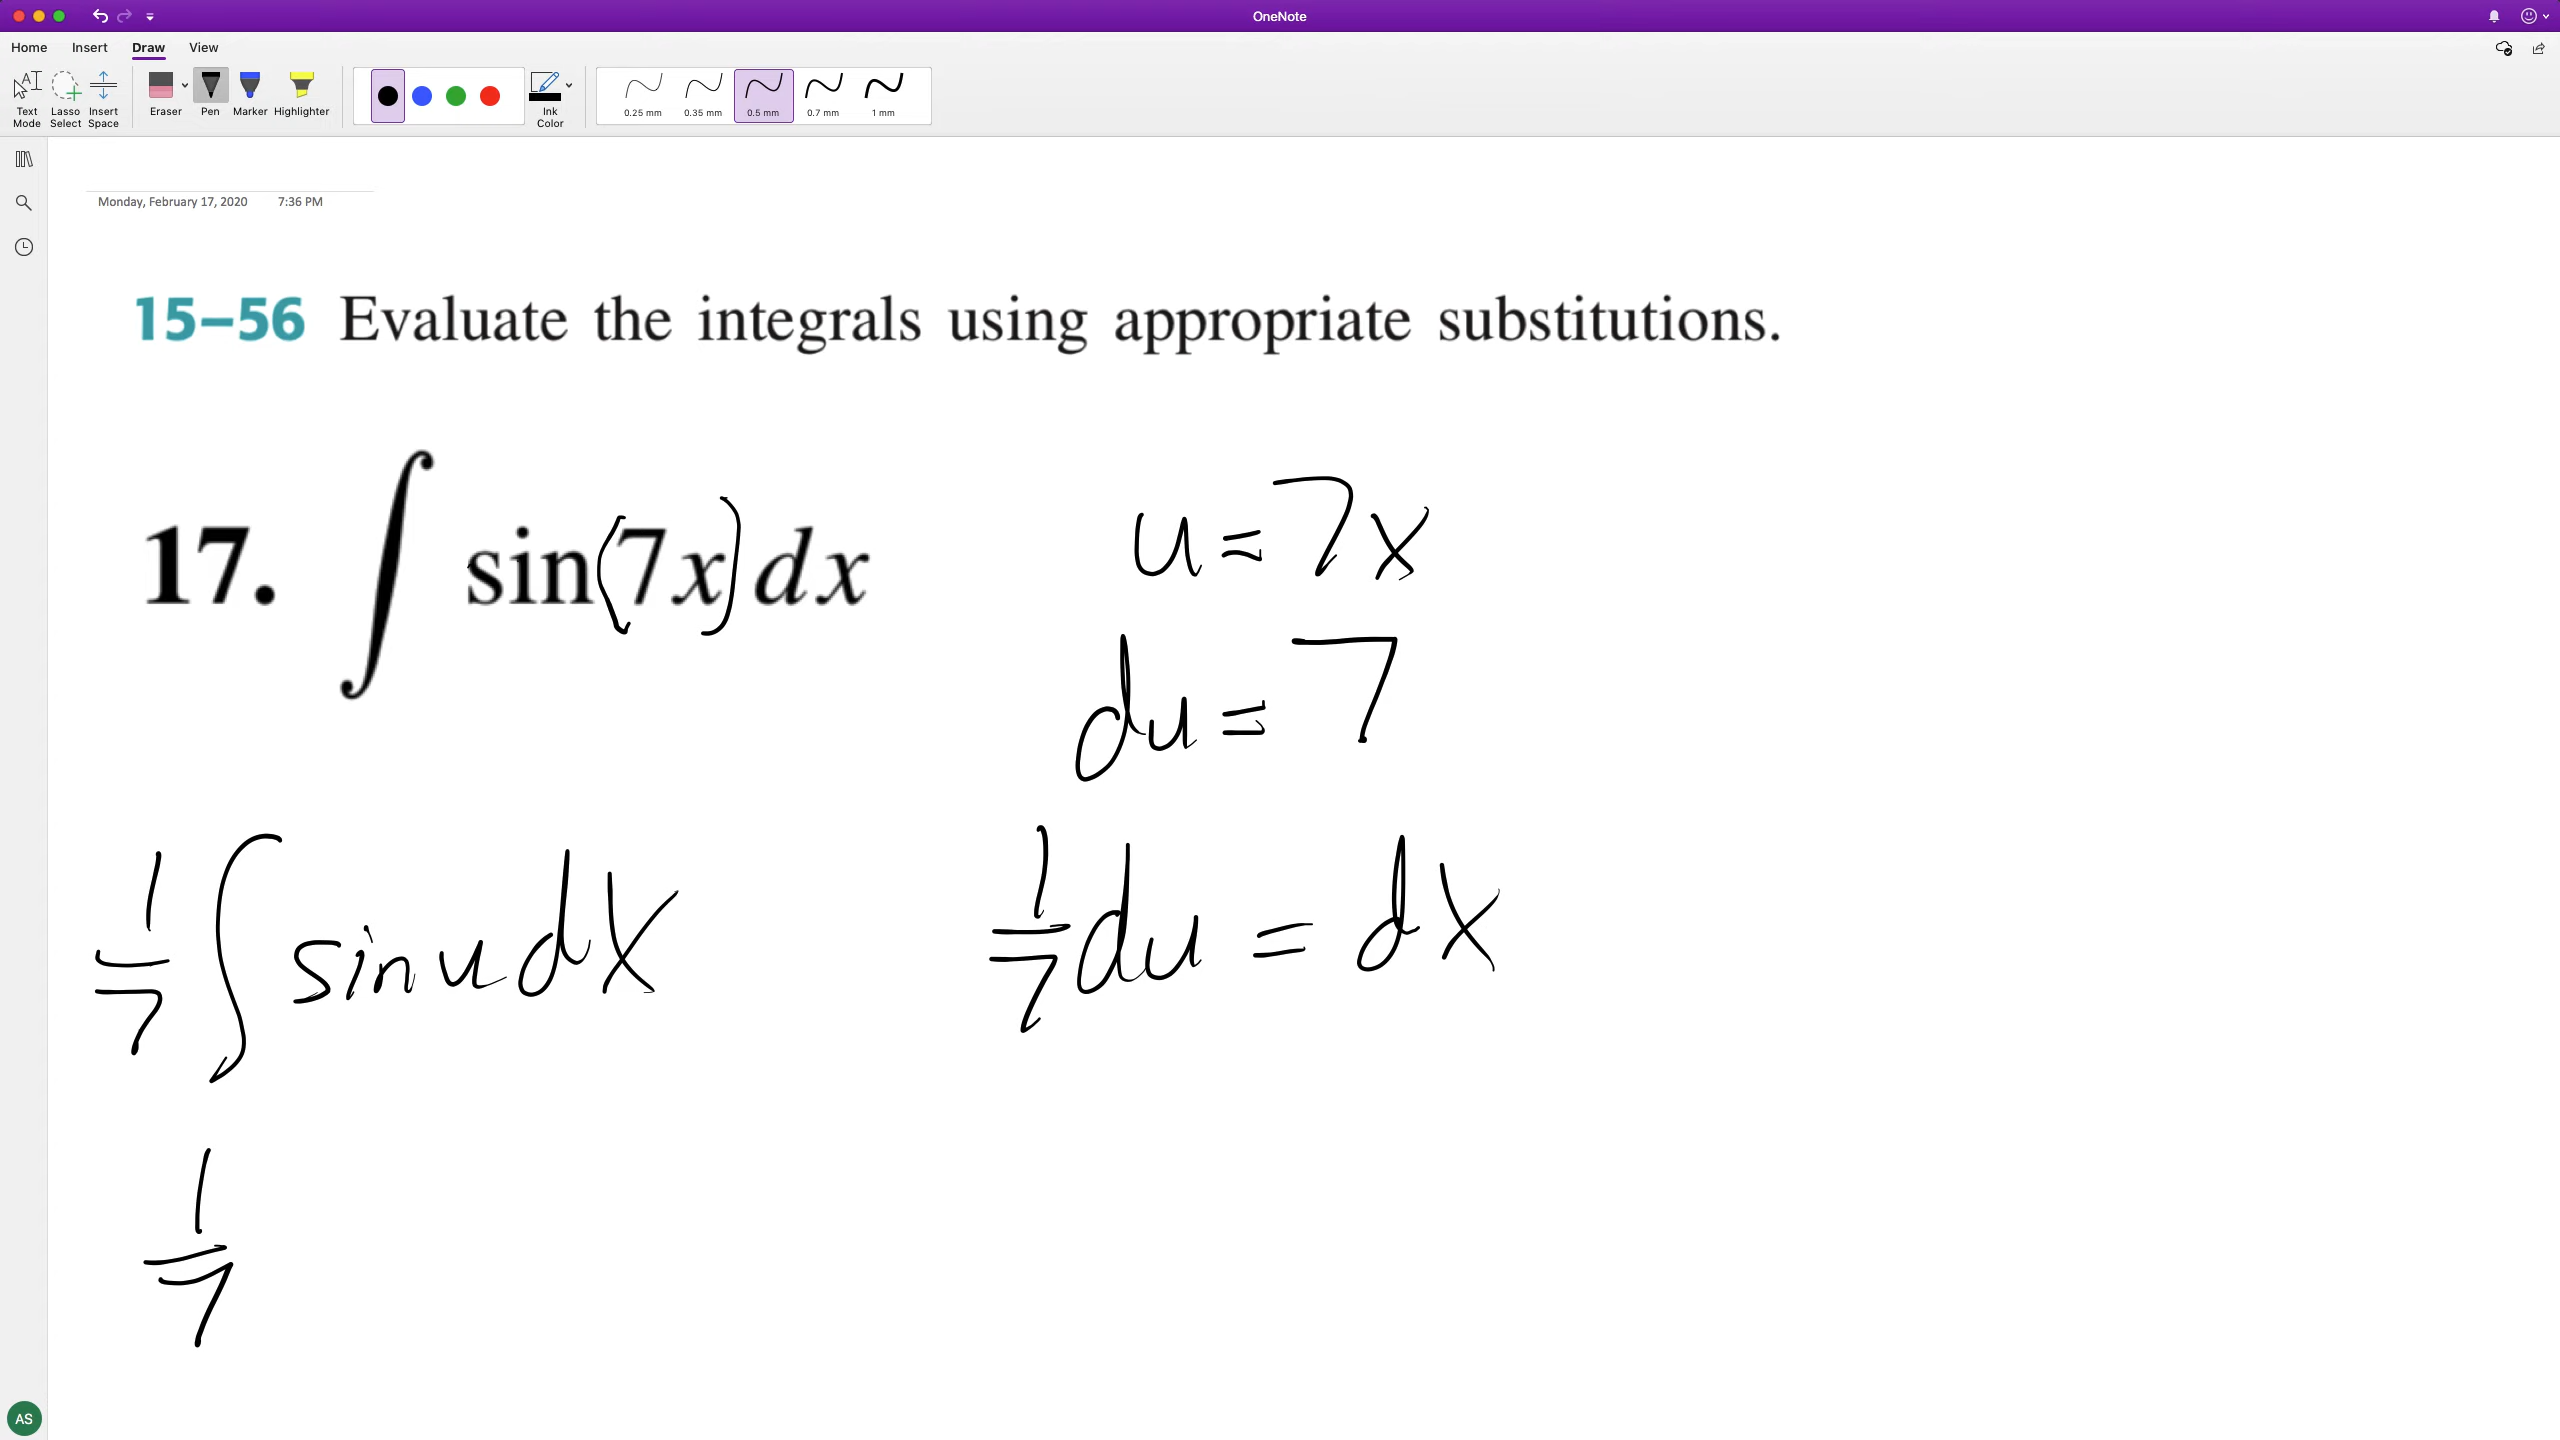 OneNote
Home Insert Draw View
Text Mode Lasso Select Insert Space Eraser Pen Marker Highlighter Ink Color 0.25 mm 0.35 mm 0.5 mm 0.7 mm 1 mm
Monday, February 17, 2020 7:36 PM
15–56 Evaluate the integrals using appropriate substitutions.
17. ∫ sin(7x) dx
u = 7x
du = 7
1/7 ∫ sin u dx
1/7 du = dx
1/7
AS